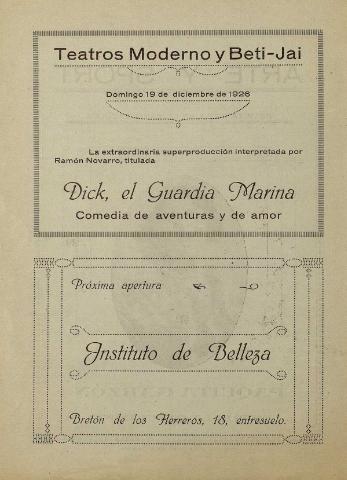 Teatros Moderno y Beti-Jai
Domingo 19 de diciembre de 1926
La extraordinaria superproducción interpretada por
Ramón Novarro, titulada
Dick, el Guardia Marina
Comedia de aventuras y de amor
Próxima apertura
Instituto de Belleza
Bretón de los Herreros, 18, entresuelo.